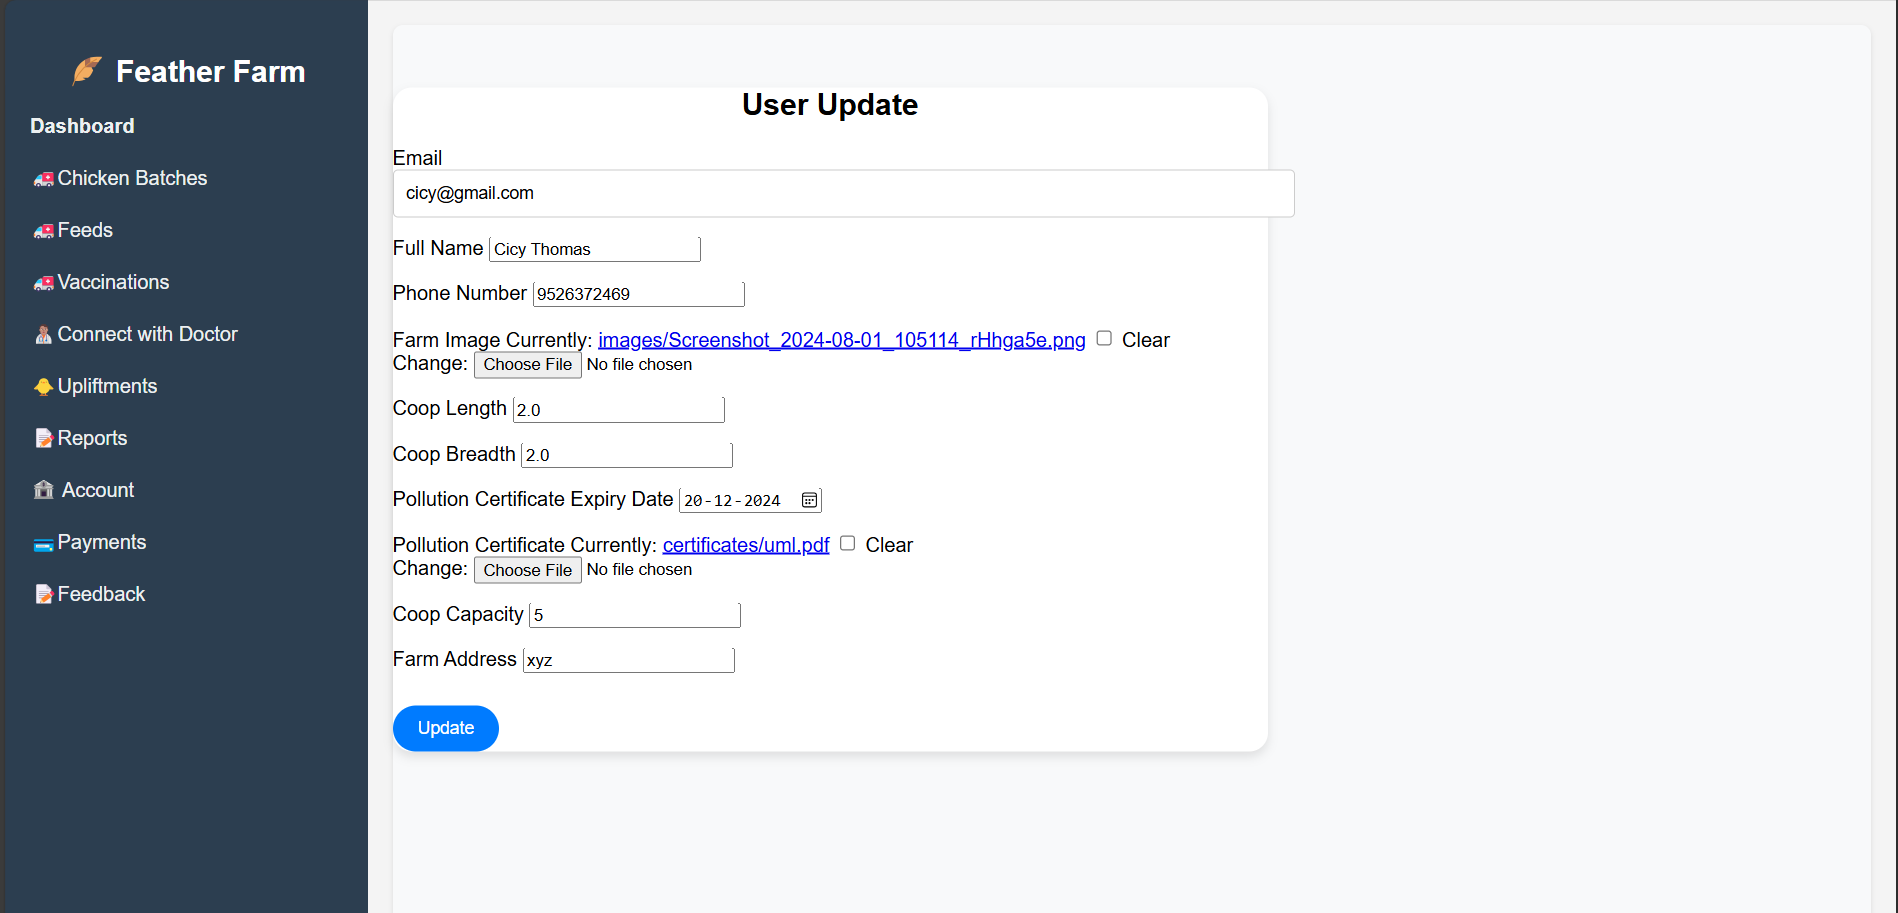 Feather Farm
Dashboard
Chicken Batches
Feeds
Vaccinations
Connect with Doctor
Upliftments
Reports
Account
Payments
Feedback
User Update
Email
cicy@gmail.com
Full Name Cicy Thomas
Phone Number 9526372469
Farm Image Currently: images/Screenshot_2024-08-01_105114_rHhga5e.png Clear
Change: Choose File No file chosen
Coop Length 2.0
Coop Breadth 2.0
Pollution Certificate Expiry Date 20-12-2024
Pollution Certificate Currently: certificates/uml.pdf Clear
Change: Choose File No file chosen
Coop Capacity 5
Farm Address xyz
Update